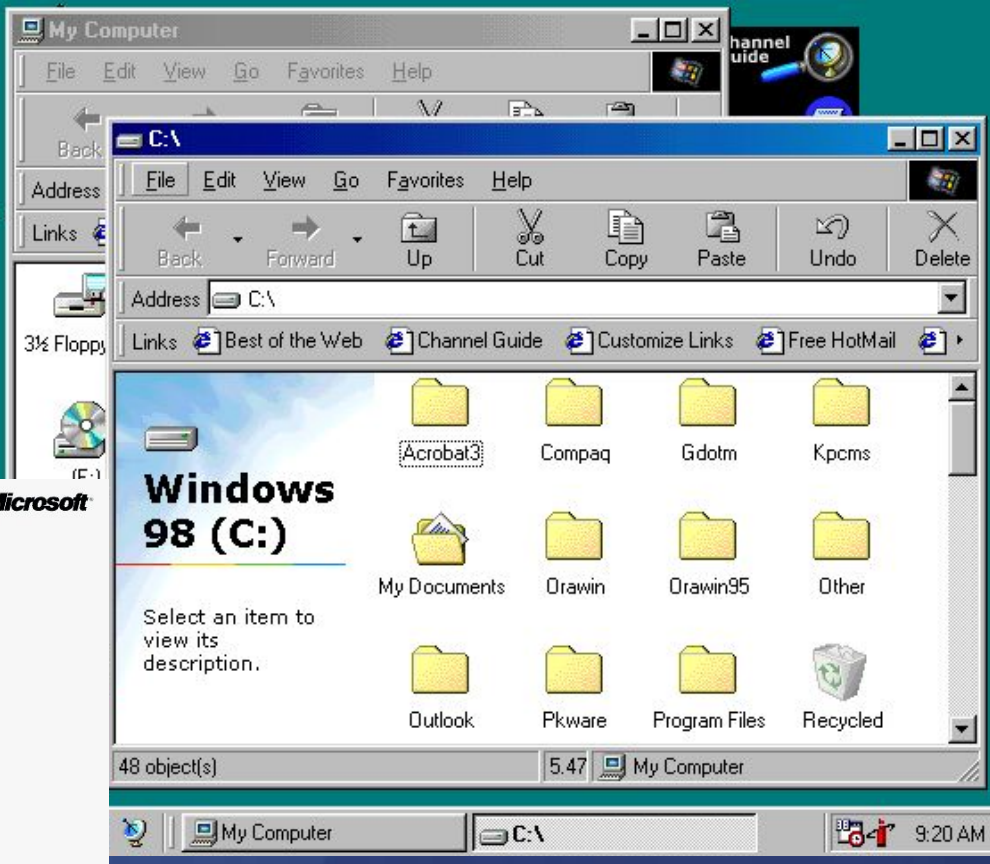 My Computer
File Edit View Go Favorites Help
hannel
uide
Back
Address
Links
3½ Floppy
(E:)
Microsoft
C:\
File Edit View Go Favorites Help
Back Forward Up Cut Copy Paste Undo Delete
Address C:\
Links Best of the Web Channel Guide Customize Links Free HotMail
Windows
98 (C:)
Select an item to
view its
description.
Acrobat3 Compaq Gdotm Kpcms
My Documents Orawin Orawin95 Other
Outlook Pkware Program Files Recycled
48 object(s) 5.47 My Computer
My Computer C:\ 9:20 AM